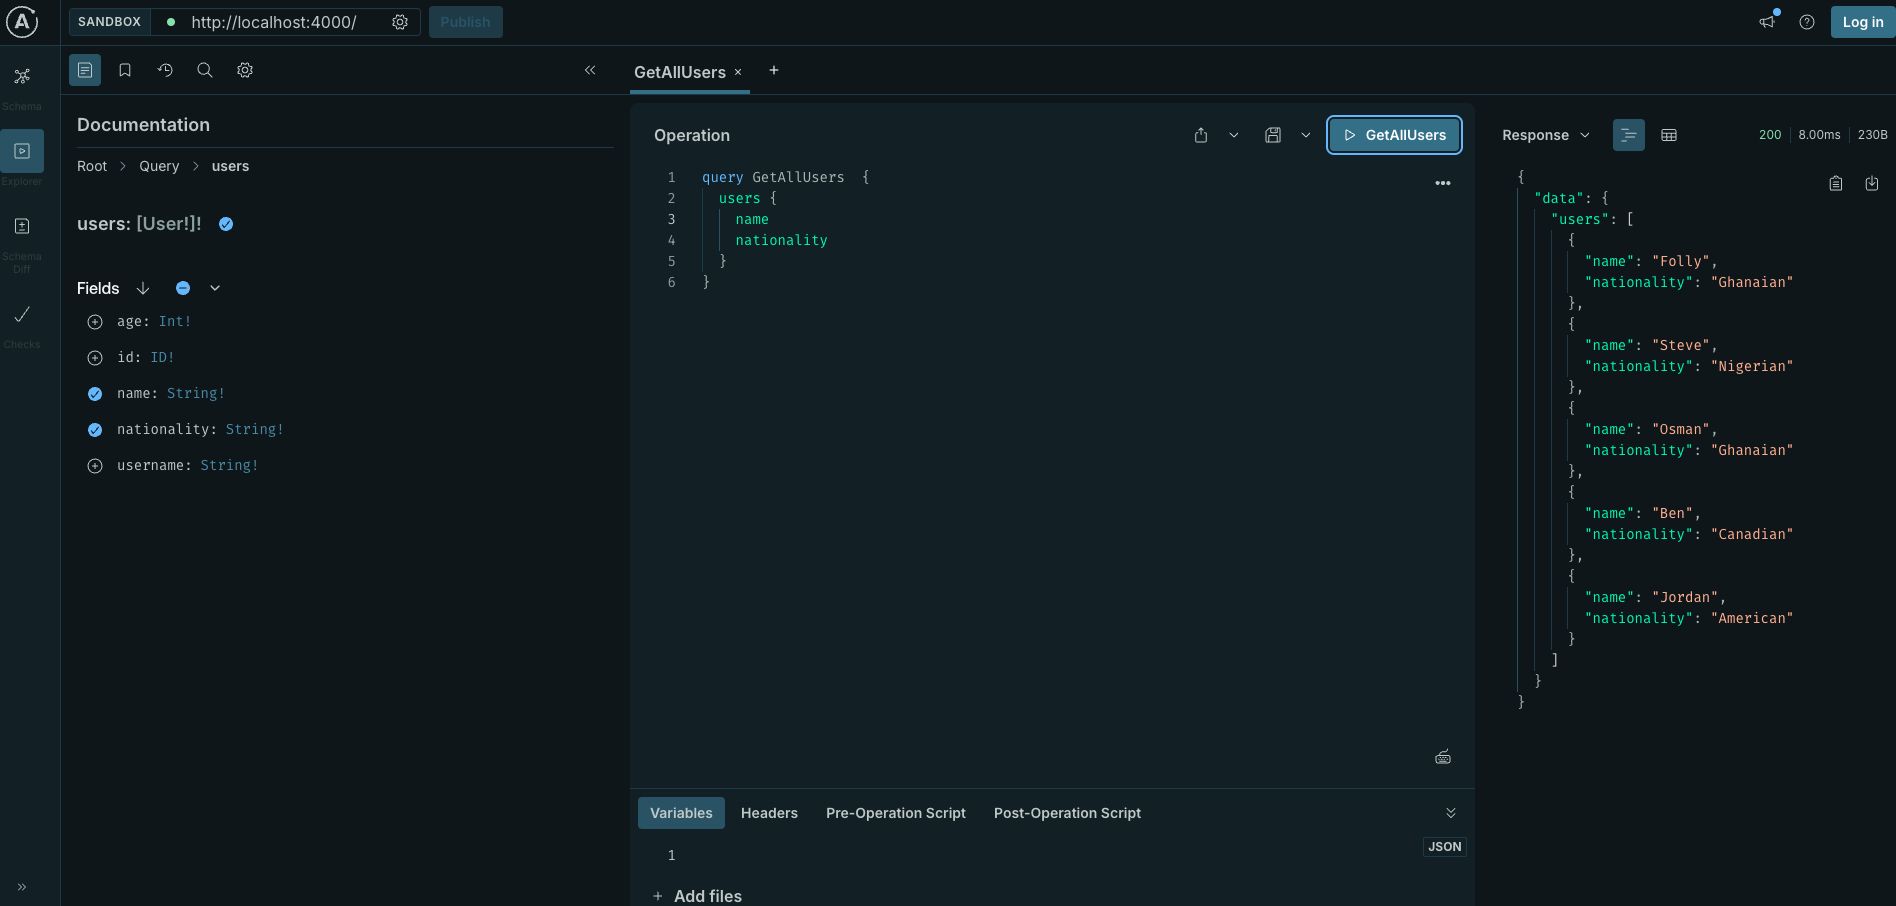 A
SANDBOX
http://localhost:4000/
Publish
Log in
Schema
Explorer
Schema
Diff
Checks
Documentation
Root > Query > users
users: [User!]!
Fields
age: Int!
id: ID!
name: String!
nationality: String!
username: String!
GetAllUsers × +
Operation
GetAllUsers
1 query GetAllUsers  {
2 users {
3 name
4 nationality
5 }
6 }
Variables Headers Pre-Operation Script Post-Operation Script
1
JSON
+ Add files
Response
200 8.00ms 230B
{
"data": {
"users": [
{
"name": "Folly",
"nationality": "Ghanaian"
},
{
"name": "Steve",
"nationality": "Nigerian"
},
{
"name": "Osman",
"nationality": "Ghanaian"
},
{
"name": "Ben",
"nationality": "Canadian"
},
{
"name": "Jordan",
"nationality": "American"
}
]
}
}